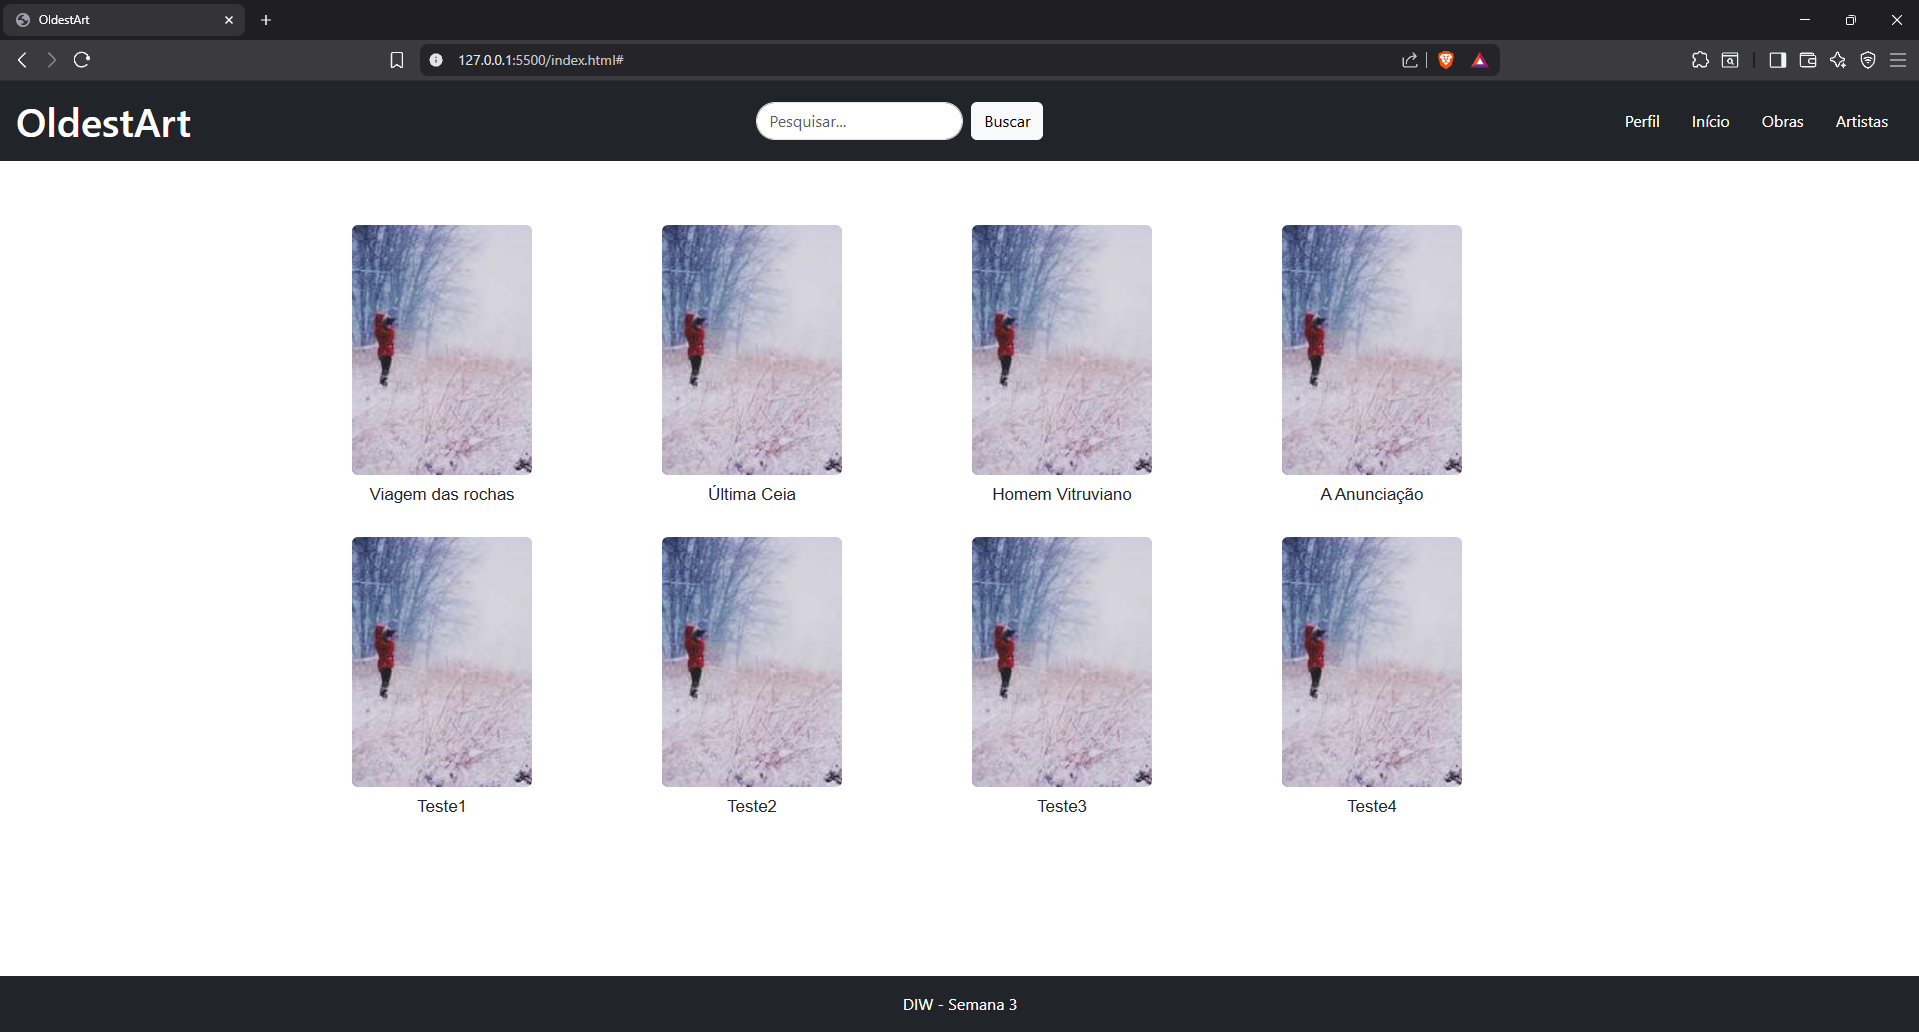 OldestArt
127.0.0.1:5500/index.html#
OldestArt
Pesquisar...
Buscar
Perfil
Início
Obras
Artistas
Viagem das rochas
Última Ceia
Homem Vitruviano
A Anunciação
Teste1
Teste2
Teste3
Teste4
DIW - Semana 3